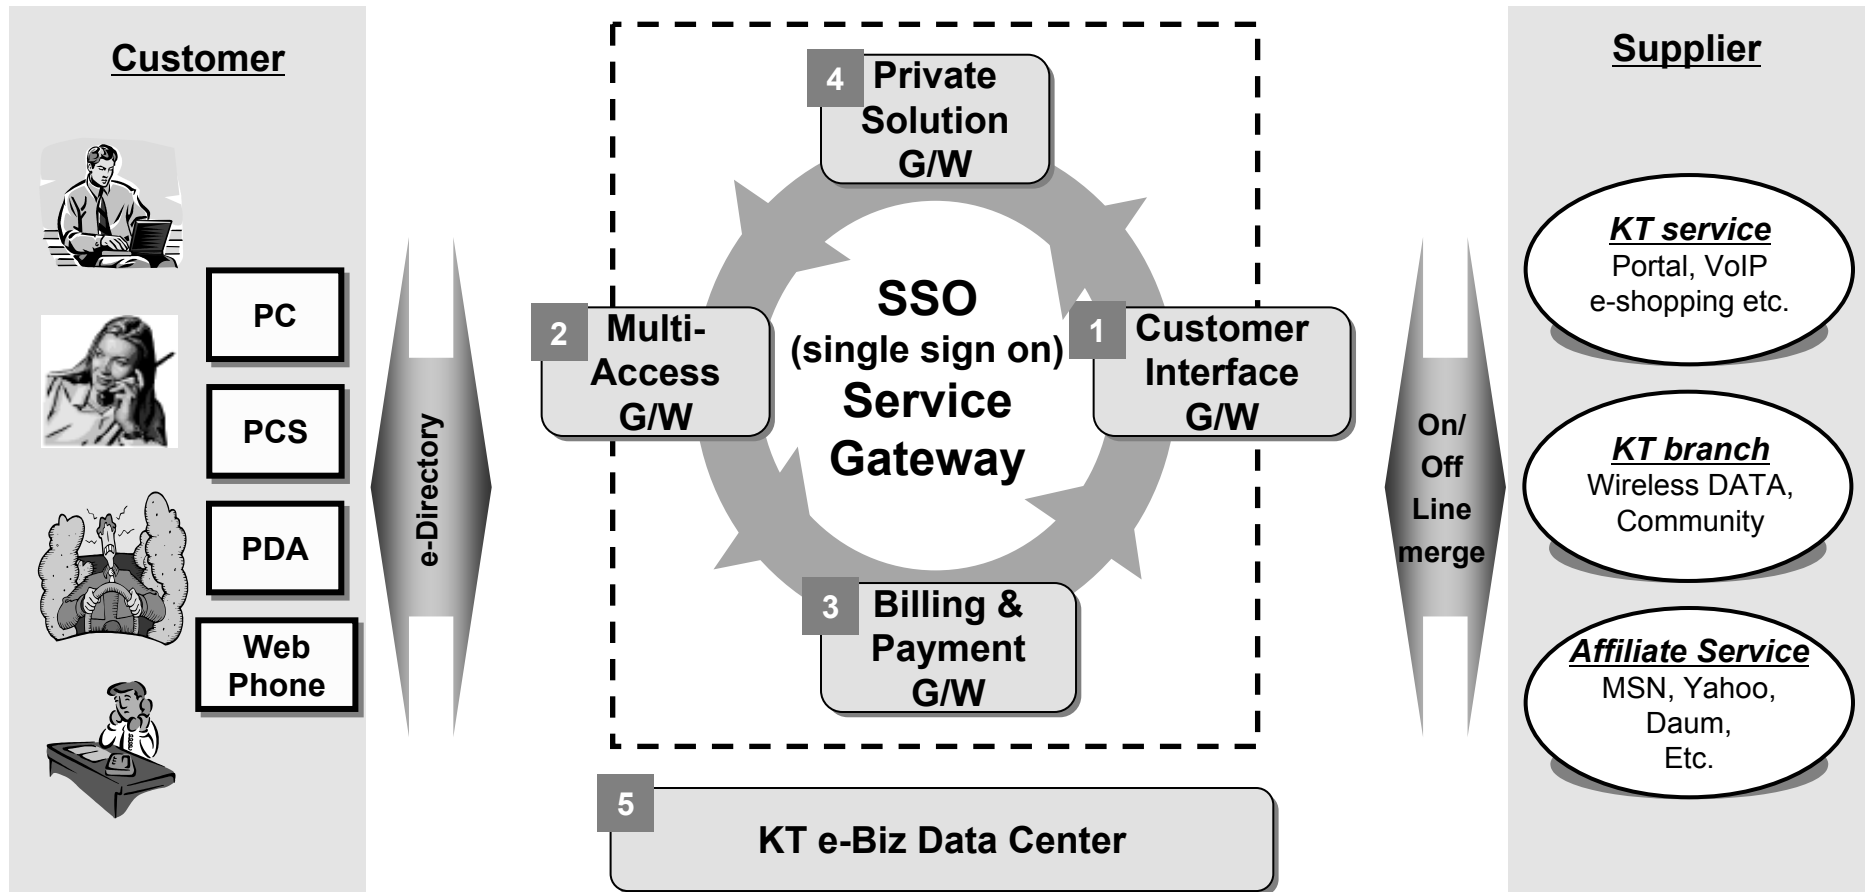 Customer
PC
PCS
PDA
Web
Phone
e-Directory
4
Private
Solution
G/W
2
Multi-
Access
G/W
SSO
(single sign on)
Service
Gateway
1
Customer
Interface
G/W
3
Billing &
Payment
G/W
5
KT e-Biz Data Center
On/
Off
Line
merge
Supplier
KT service
Portal, VoIP
e-shopping etc.
KT branch
Wireless DATA,
Community
Affiliate Service
MSN, Yahoo,
Daum,
Etc.